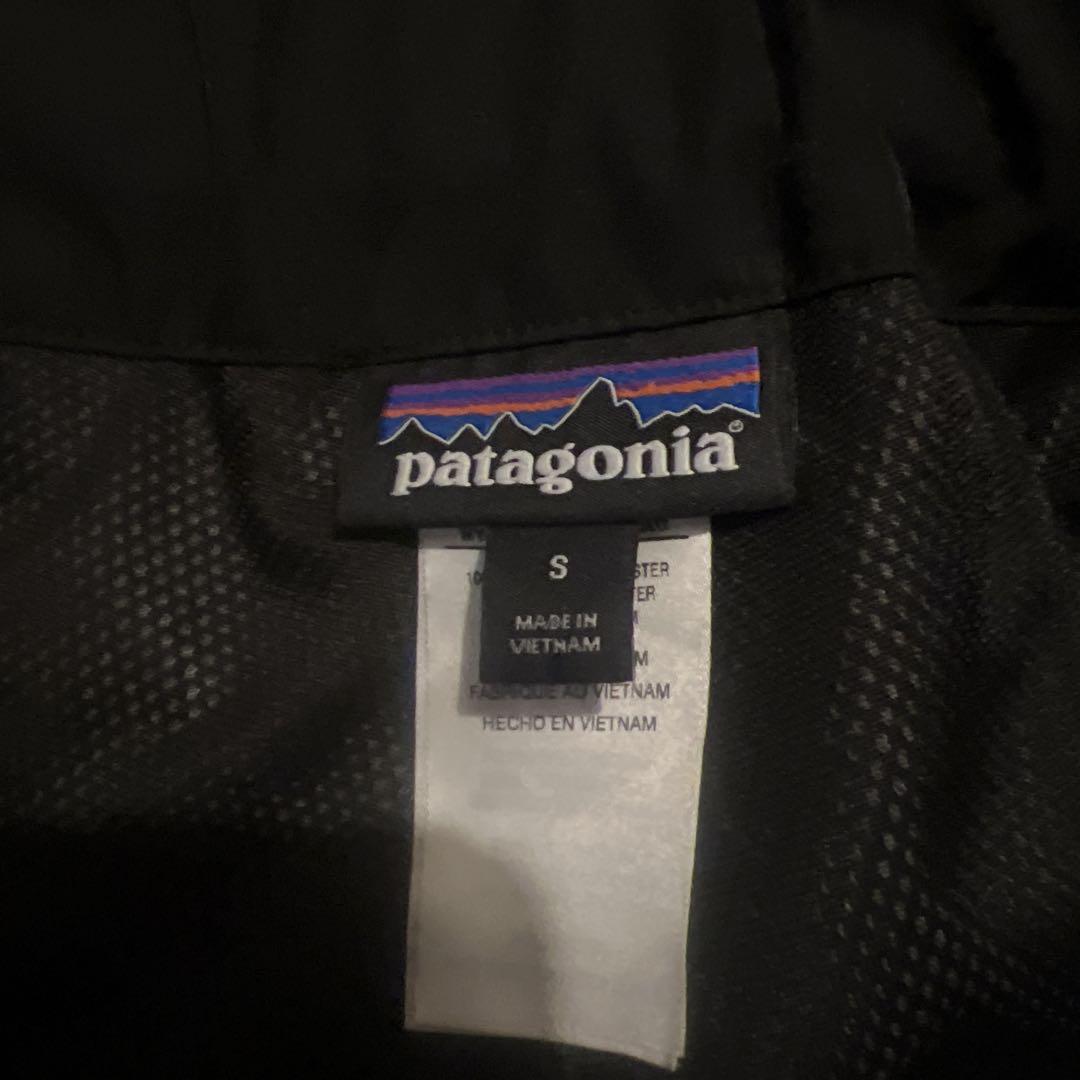 patagonia®
S
MADE IN
VIETNAM
FABRIQUE AU VIETNAM
HECHO EN VIETNAM